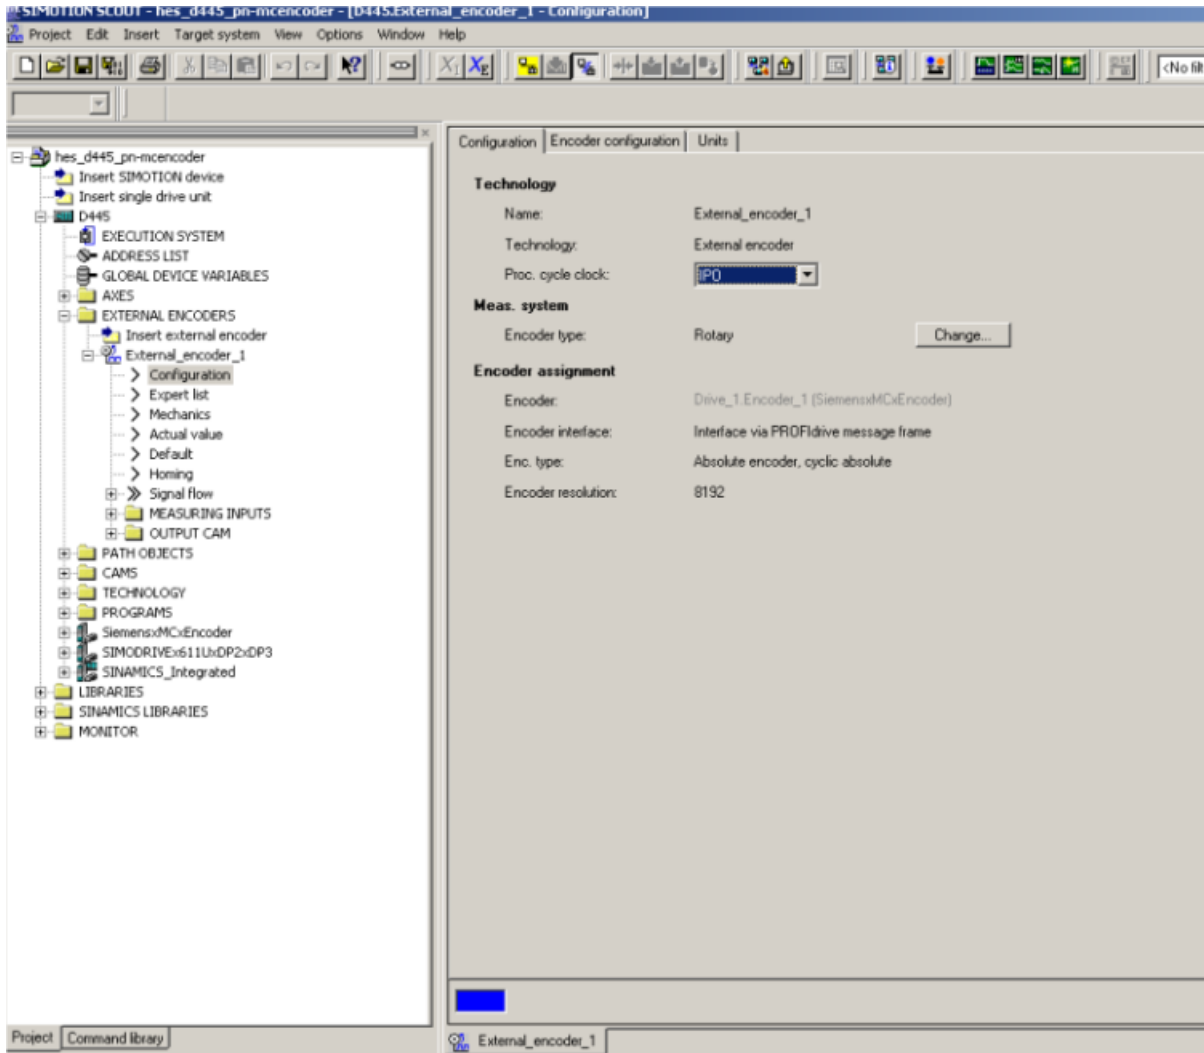 SIMOTION SCOUT - hes_d445_pn-mcencoder - [D445.External_encoder_1 - Configuration]
Project Edit Insert Target system View Options Window Help
<No filt
hes_d445_pn-mcencoder
Insert SIMOTION device
Insert single drive unit
D445
EXECUTION SYSTEM
ADDRESS LIST
GLOBAL DEVICE VARIABLES
AXES
EXTERNAL ENCODERS
Insert external encoder
External_encoder_1
Configuration
Expert list
Mechanics
Actual value
Default
Homing
Signal flow
MEASURING INPUTS
OUTPUT CAM
PATH OBJECTS
CAMS
TECHNOLOGY
PROGRAMS
SiemensxMCxEncoder
SIMODRIVEx611UxDP2xDP3
SINAMICS_Integrated
LIBRARIES
SINAMICS LIBRARIES
MONITOR
Project Command library
Configuration Encoder configuration Units
Technology
Name: External_encoder_1
Technology: External encoder
Proc. cycle clock: IPO
Meas. system
Encoder type: Rotary Change...
Encoder assignment
Encoder: Drive_1.Encoder_1 (SiemensxMCxEncoder)
Encoder interface: Interface via PROFIdrive message frame
Enc. type: Absolute encoder, cyclic absolute
Encoder resolution: 8192
External_encoder_1